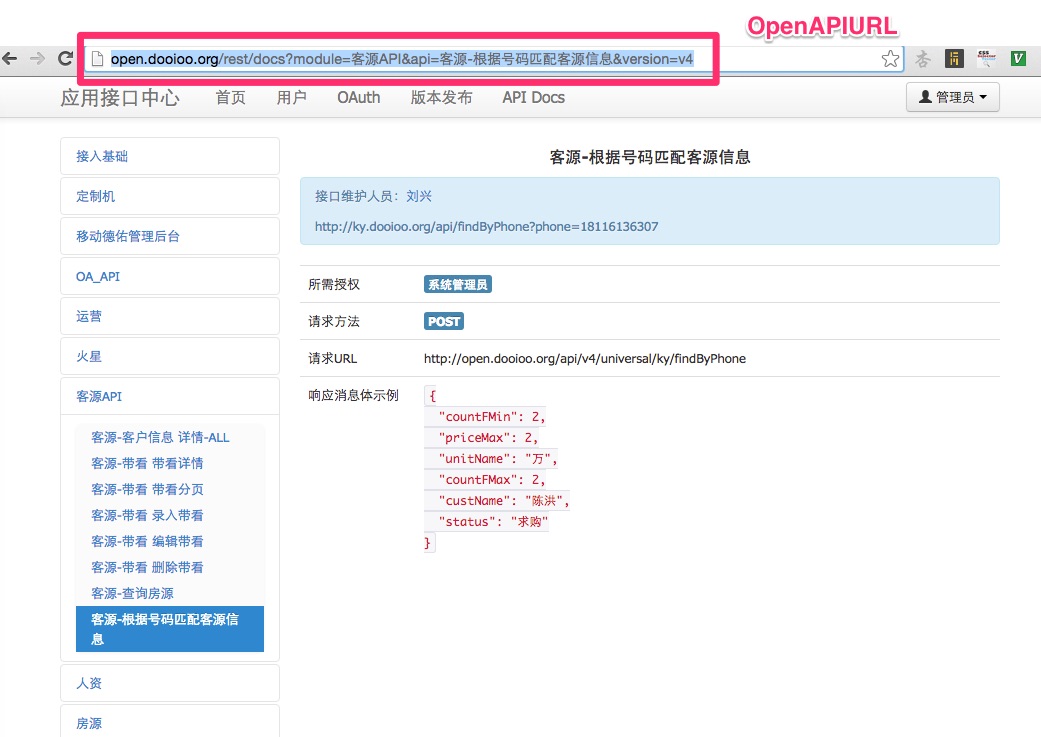 OpenAPIURL
open.dooioo.org/rest/docs?module=客源API&api=客源-根据号码匹配客源信息&version=v4
应用接口中心 首页 用户 OAuth 版本发布 API Docs 管理员
接入基础
定制机
移动德佑管理后台
OA_API
运营
火星
客源API
客源-客户信息 详情-ALL
客源-带看 带看详情
客源-带看 带看分页
客源-带看 录入带看
客源-带看 编辑带看
客源-带看 删除带看
客源-查询房源
客源-根据号码匹配客源信
息
人资
房源
客源-根据号码匹配客源信息
接口维护人员：刘兴
http://ky.dooioo.org/api/findByPhone?phone=18116136307
所需授权 系统管理员
请求方法 POST
请求URL http://open.dooioo.org/api/v4/universal/ky/findByPhone
响应消息体示例 {
"countFMin": 2,
"priceMax": 2,
"unitName": "万",
"countFMax": 2,
"custName": "陈洪",
"status": "求购"
}